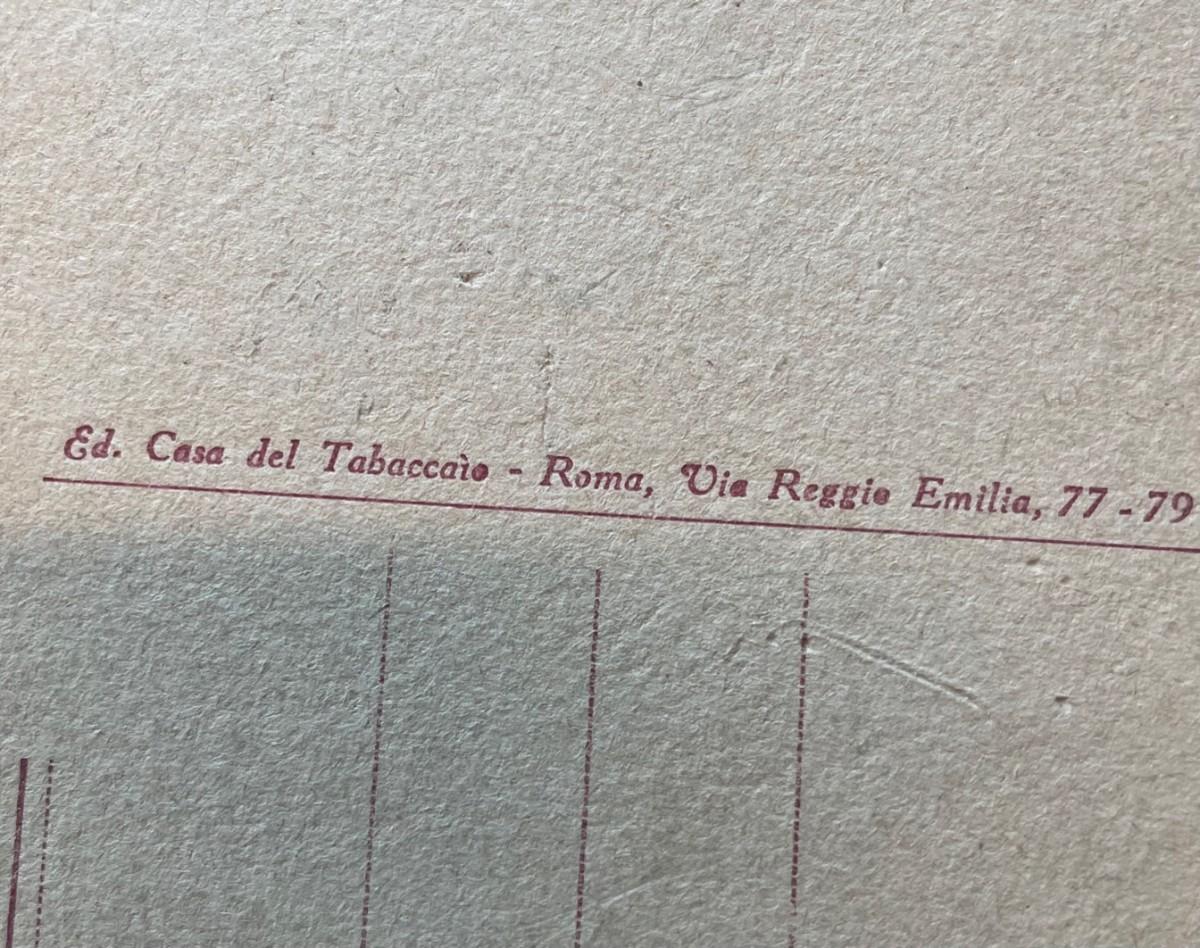 Ed. Casa del Tabaccaio - Roma, Via Reggio Emilia, 77 - 79